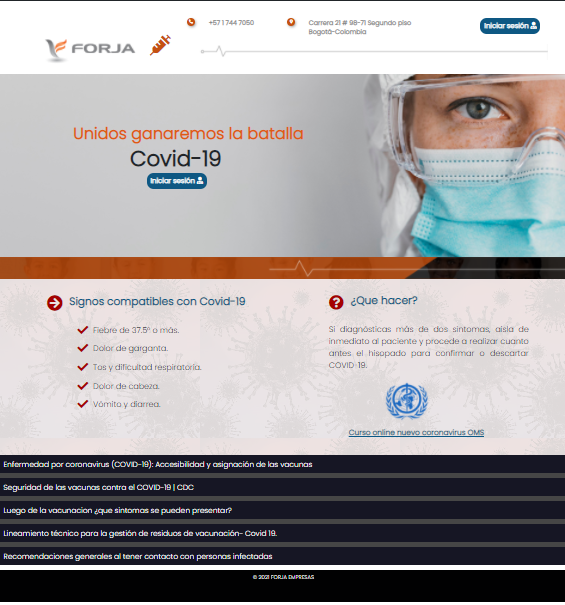 FORJA
+57 1 744 7050
Carrera 21 # 98-71 Segundo piso
Bogotá-Colombia
Iniciar sesión
Unidos ganaremos la batalla
Covid-19
Iniciar sesión
Signos compatibles con Covid-19
Fiebre de 37.5° o más.
Dolor de garganta.
Tos y dificultad respiratoria.
Dolor de cabeza.
Vómito y diarrea.
¿Que hacer?
Si diagnósticas más de dos sintomas, aisla de
inmediato al paciente y procede a realizar cuanto
antes el hisopado para confirmar o descartar
COVID-19.
Curso online nuevo coronavirus OMS
Enfermedad por coronavirus (COVID-19): Accesibilidad y asignación de las vacunas
Seguridad de las vacunas contra el COVID-19 | CDC
Luego de la vacunacion ¿que sintomas se pueden presentar?
Lineamiento técnico para la gestión de residuos de vacunación- Covid 19.
Recomendaciones generales al tener contacto con personas infectadas
© 2021 FORJA EMPRESAS